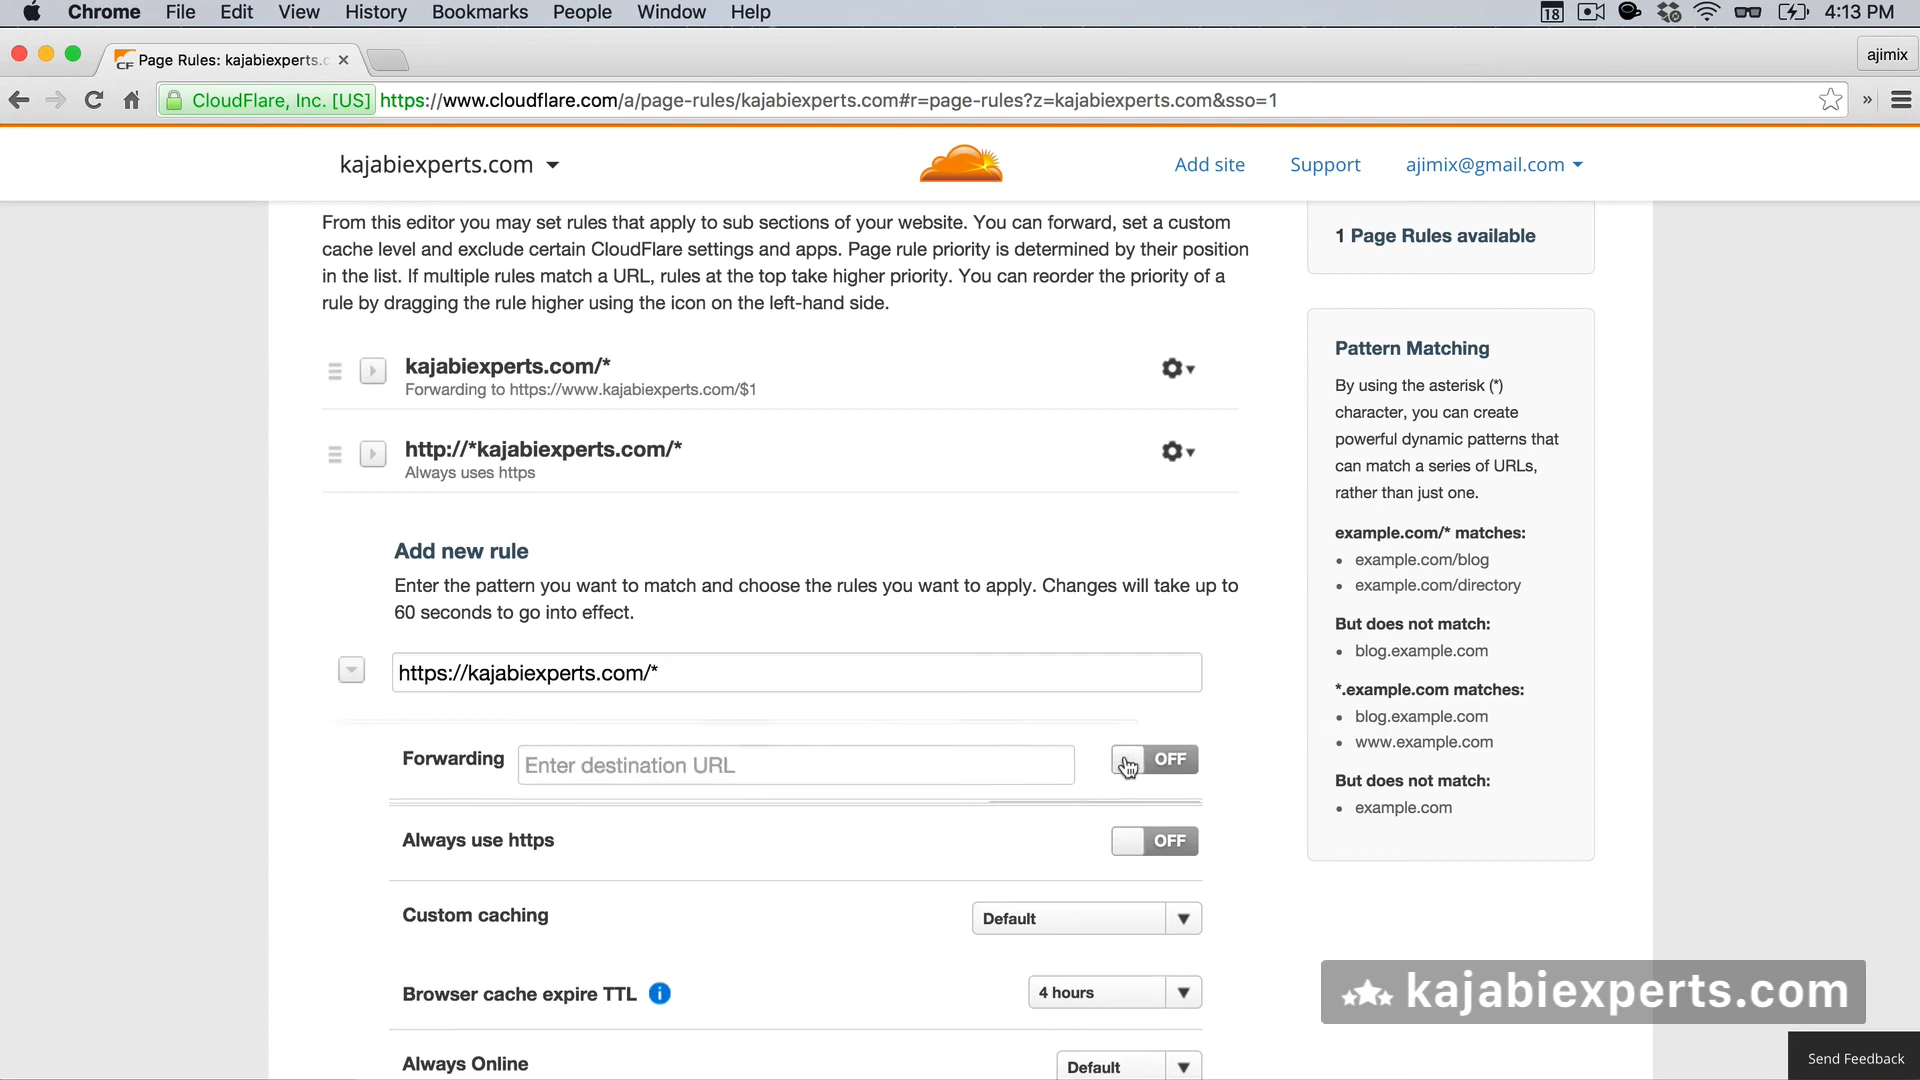 Chrome File Edit View History Bookmarks People Window Help
18 4:13 PM
CF Page Rules: kajabiexperts.c
ajimix
CloudFlare, Inc. [US] https://www.cloudflare.com/a/page-rules/kajabiexperts.com#r=page-rules?z=kajabiexperts.com&sso=1
kajabiexperts.com
Add site Support ajimix@gmail.com
From this editor you may set rules that apply to sub sections of your website. You can forward, set a custom
cache level and exclude certain CloudFlare settings and apps. Page rule priority is determined by their position
in the list. If multiple rules match a URL, rules at the top take higher priority. You can reorder the priority of a
rule by dragging the rule higher using the icon on the left-hand side.
kajabiexperts.com/*
Forwarding to https://www.kajabiexperts.com/$1
http://*kajabiexperts.com/*
Always uses https
Add new rule
Enter the pattern you want to match and choose the rules you want to apply. Changes will take up to
60 seconds to go into effect.
https://kajabiexperts.com/*
Forwarding Enter destination URL OFF
Always use https OFF
Custom caching Default
Browser cache expire TTL i 4 hours
Always Online Default
1 Page Rules available
Pattern Matching
By using the asterisk (*)
character, you can create
powerful dynamic patterns that
can match a series of URLs,
rather than just one.
example.com/* matches:
• example.com/blog
• example.com/directory
But does not match:
• blog.example.com
*.example.com matches:
• blog.example.com
• www.example.com
But does not match:
• example.com
kajabiexperts.com
Send Feedback